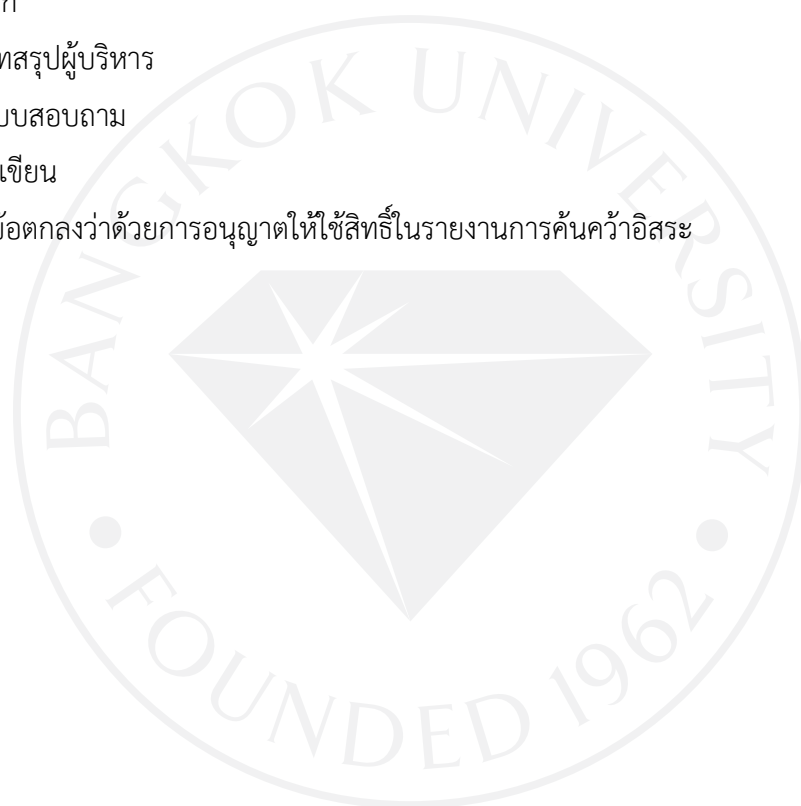 ทสรุปผู้บริหาร
บบสอบถาม
เขียน
ข้อตกลงว่าด้วยการอนุญาตให้ใช้สิทธิ์ในรายงานการค้นคว้าอิสระ
BANGKOK UNIVERSITY
FOUNDED 1962